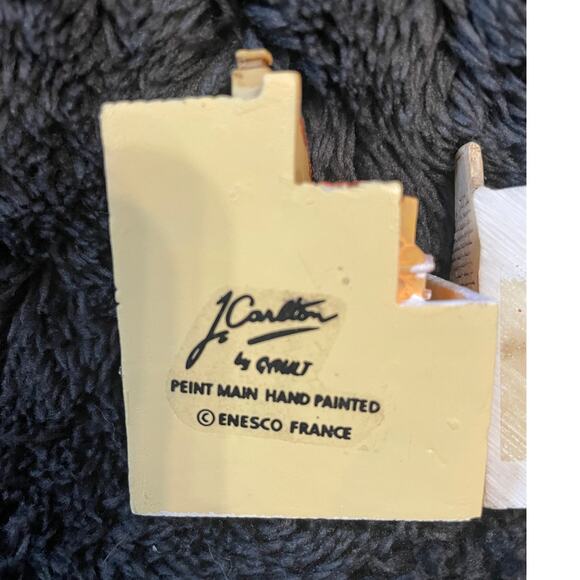 J. Carlton
by GAULT
PEINT MAIN HAND PAINTED
© ENESCO FRANCE